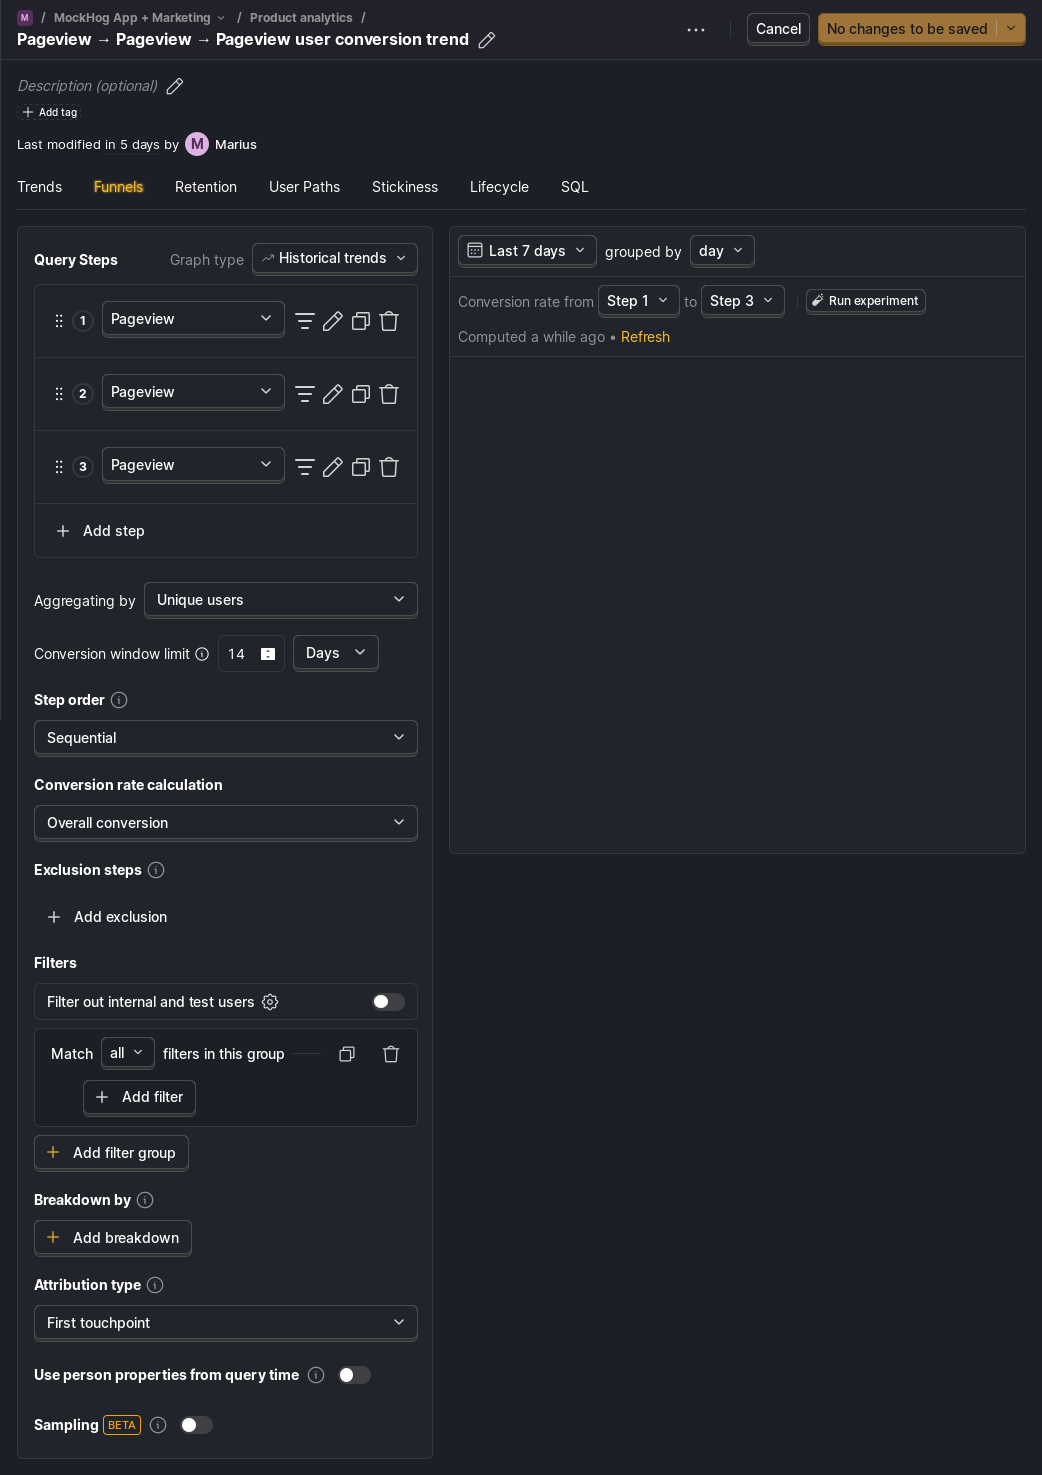 M / MockHog App + Marketing / Product analytics /
Pageview → Pageview → Pageview user conversion trend
Cancel
No changes to be saved
Description (optional)
Add tag
Last modified in 5 days by M Marius
Trends Funnels Retention User Paths Stickiness Lifecycle SQL
Query Steps Graph type Historical trends
1 Pageview
2 Pageview
3 Pageview
Add step
Aggregating by Unique users
Conversion window limit 14 Days
Step order
Sequential
Conversion rate calculation
Overall conversion
Exclusion steps
Add exclusion
Filters
Filter out internal and test users
Match all filters in this group
Add filter
Add filter group
Breakdown by
Add breakdown
Attribution type
First touchpoint
Use person properties from query time
Sampling BETA
Last 7 days grouped by day
Conversion rate from Step 1 to Step 3 Run experiment
Computed a while ago • Refresh